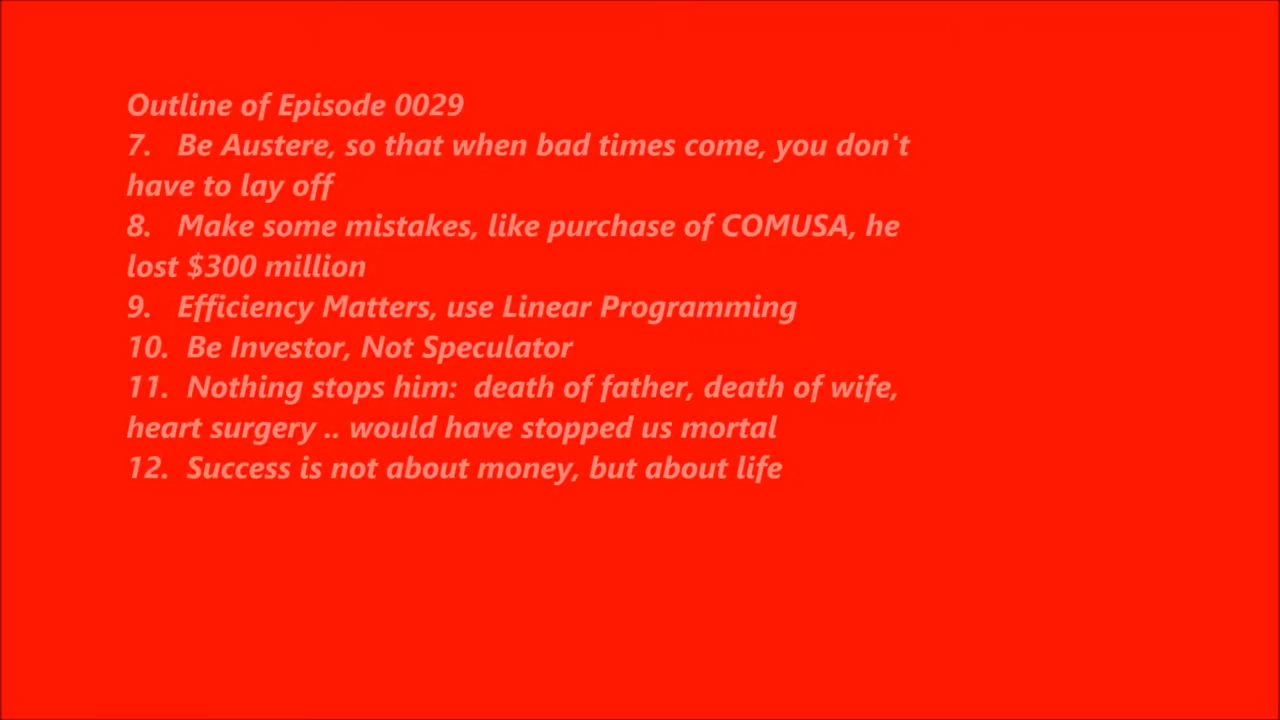 Outline of Episode 0029
7. Be Austere, so that when bad times come, you don't
have to lay off
8. Make some mistakes, like purchase of COMUSA, he
lost $300 million
9. Efficiency Matters, use Linear Programming
10. Be Investor, Not Speculator
11. Nothing stops him: death of father, death of wife,
heart surgery .. would have stopped us mortal
12. Success is not about money, but about life